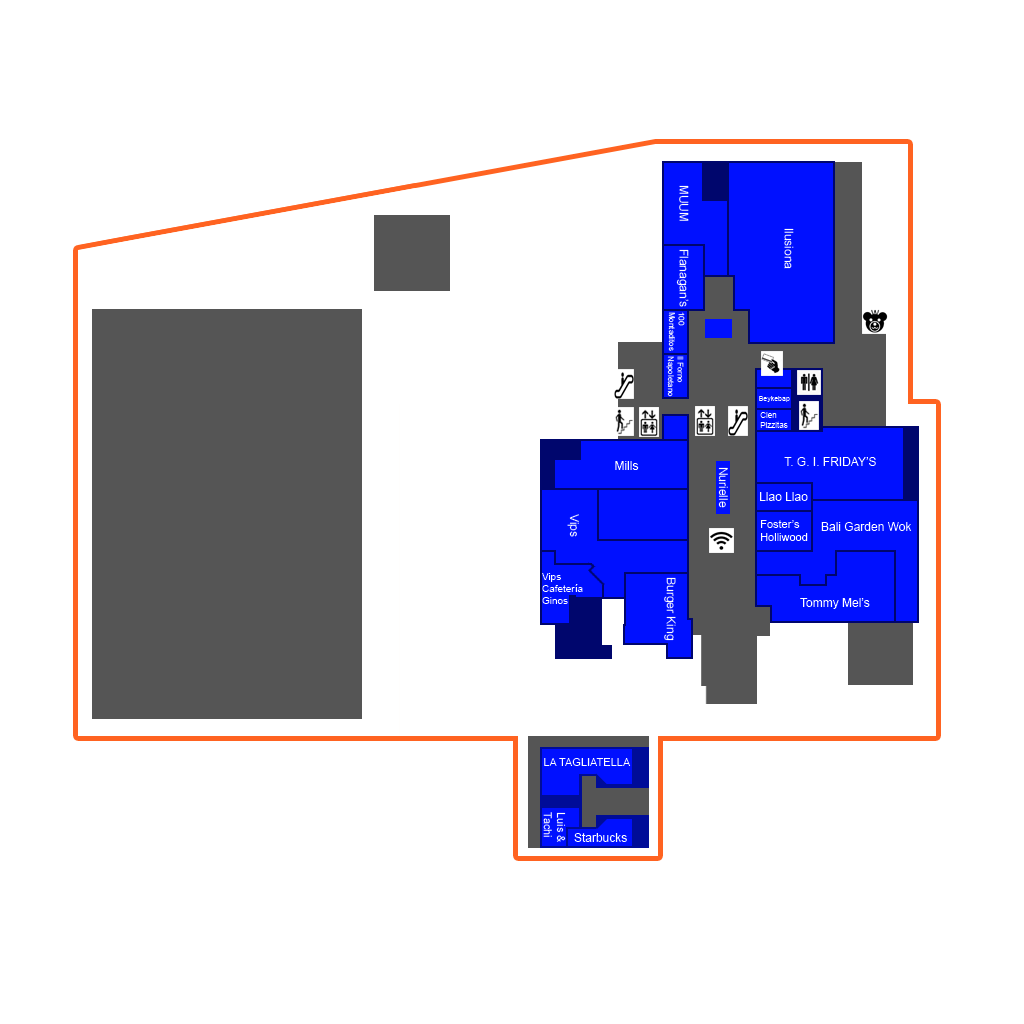 MUUM
Ilusiona
Flanagan's
100
Montaditos
Il Forno
Napoletano
Beykebap
Cien
Pizzitas
Mills
T. G. I. FRIDAY'S
Nurielle
Llao Llao
Vips
Foster's
Holliwood
Bali Garden Wok
Vips
Cafetería
Ginos
Burger King
Tommy Mel's
LA TAGLIATELLA
Luis &
Tachi
Starbucks